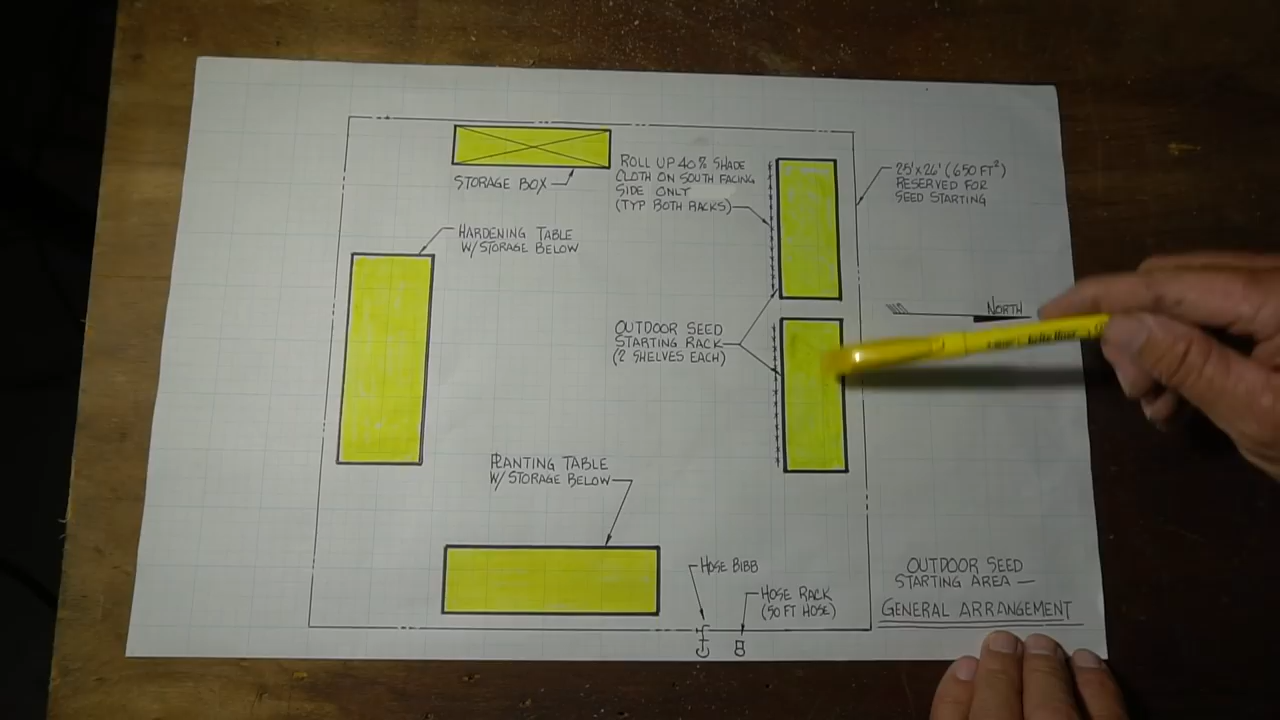 STORAGE BOX
ROLL UP 40% SHADE
CLOTH ON SOUTH FACING
SIDE ONLY
(TYP BOTH RACKS)
25'x26' (650 FT²)
RESERVED FOR
SEED STARTING
HARDENING TABLE
W/ STORAGE BELOW
NORTH
OUTDOOR SEED
STARTING RACK
(2 SHELVES EACH)
PLANTING TABLE
W/ STORAGE BELOW
HOSE BIBB
HOSE RACK
(50 FT HOSE)
OUTDOOR SEED
STARTING AREA —
GENERAL ARRANGEMENT